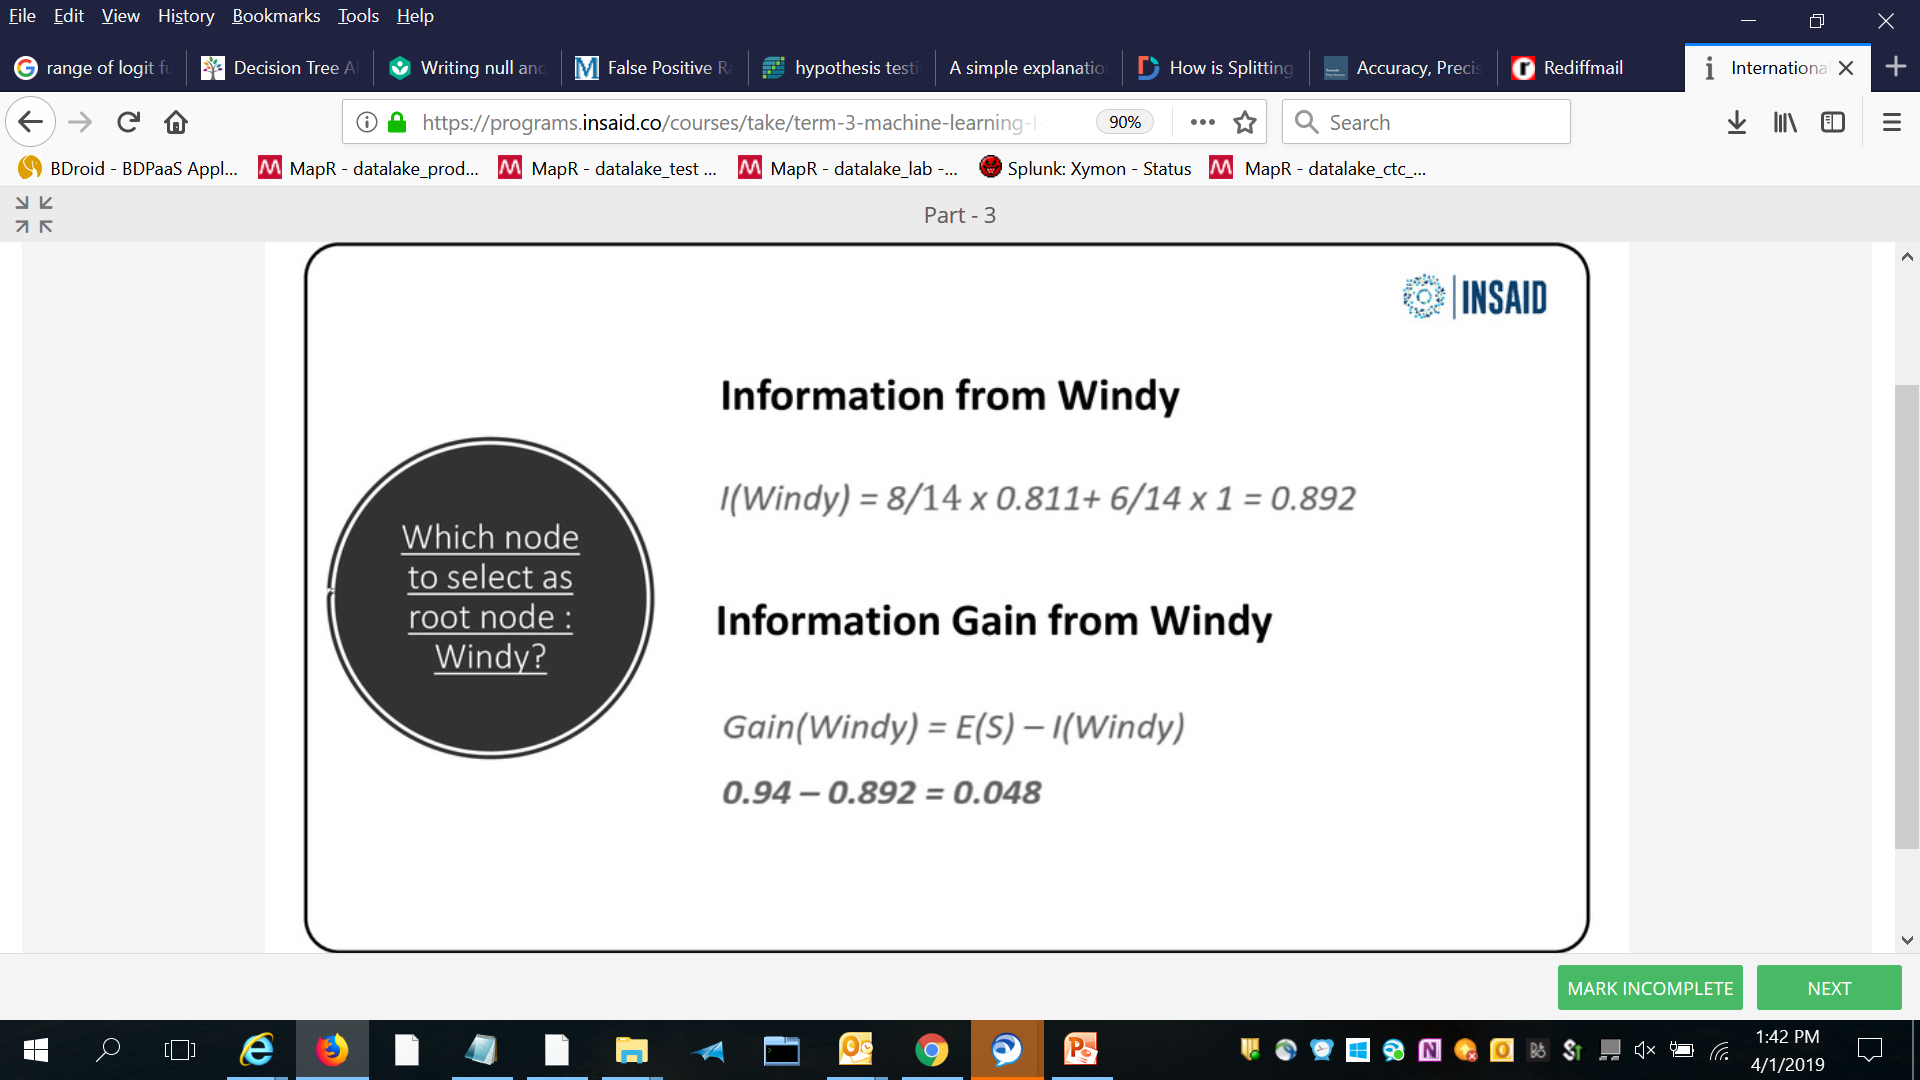 File Edit View History Bookmarks Tools Help
range of logit fu Decision Tree Al Writing null and False Positive Ra hypothesis testi A simple explanation How is Splitting Accuracy, Precis Rediffmail Internationa
https://programs.insaid.co/courses/take/term-3-machine-learning-l 90% Search
BDroid - BDPaaS Appl... MapR - datalake_prod... MapR - datalake_test ... MapR - datalake_lab -... Splunk: Xymon - Status MapR - datalake_ctc_...
Part - 3
INSAID
Which node
to select as
root node :
Windy?
Information from Windy
I(Windy) = 8/14 x 0.811+ 6/14 x 1 = 0.892
Information Gain from Windy
Gain(Windy) = E(S) – I(Windy)
0.94 – 0.892 = 0.048
MARK INCOMPLETE NEXT
1:42 PM
4/1/2019